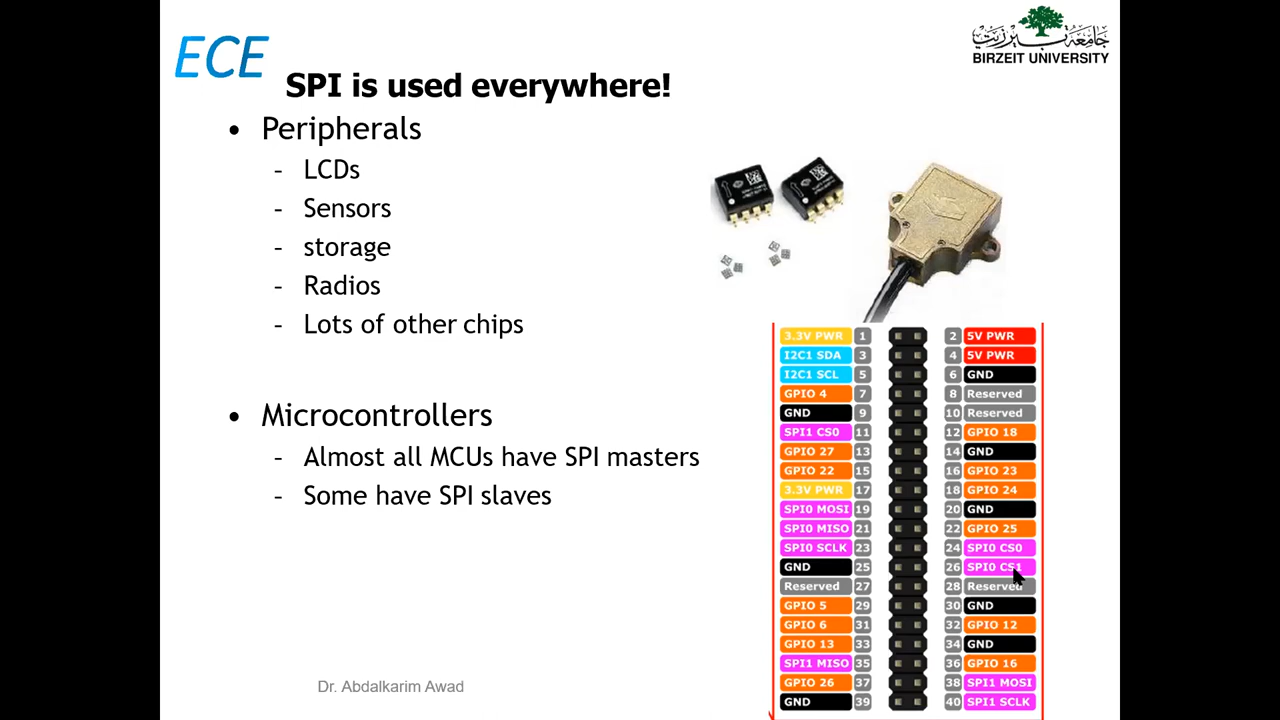 ECE
جامعة بيرزيت
BIRZEIT UNIVERSITY
SPI is used everywhere!
• Peripherals
- LCDs
- Sensors
- storage
- Radios
- Lots of other chips
• Microcontrollers
- Almost all MCUs have SPI masters
- Some have SPI slaves
3.3V PWR 1 2 5V PWR
I2C1 SDA 3 4 5V PWR
I2C1 SCL 5 6 GND
GPIO 4 7 8 Reserved
GND 9 10 Reserved
SPI1 CS0 11 12 GPIO 18
GPIO 27 13 14 GND
GPIO 22 15 16 GPIO 23
3.3V PWR 17 18 GPIO 24
SPI0 MOSI 19 20 GND
SPI0 MISO 21 22 GPIO 25
SPI0 SCLK 23 24 SPI0 CS0
GND 25 26 SPI0 CS1
Reserved 27 28 Reserved
GPIO 5 29 30 GND
GPIO 6 31 32 GPIO 12
GPIO 13 33 34 GND
SPI1 MISO 35 36 GPIO 16
GPIO 26 37 38 SPI1 MOSI
GND 39 40 SPI1 SCLK
Dr. Abdalkarim Awad